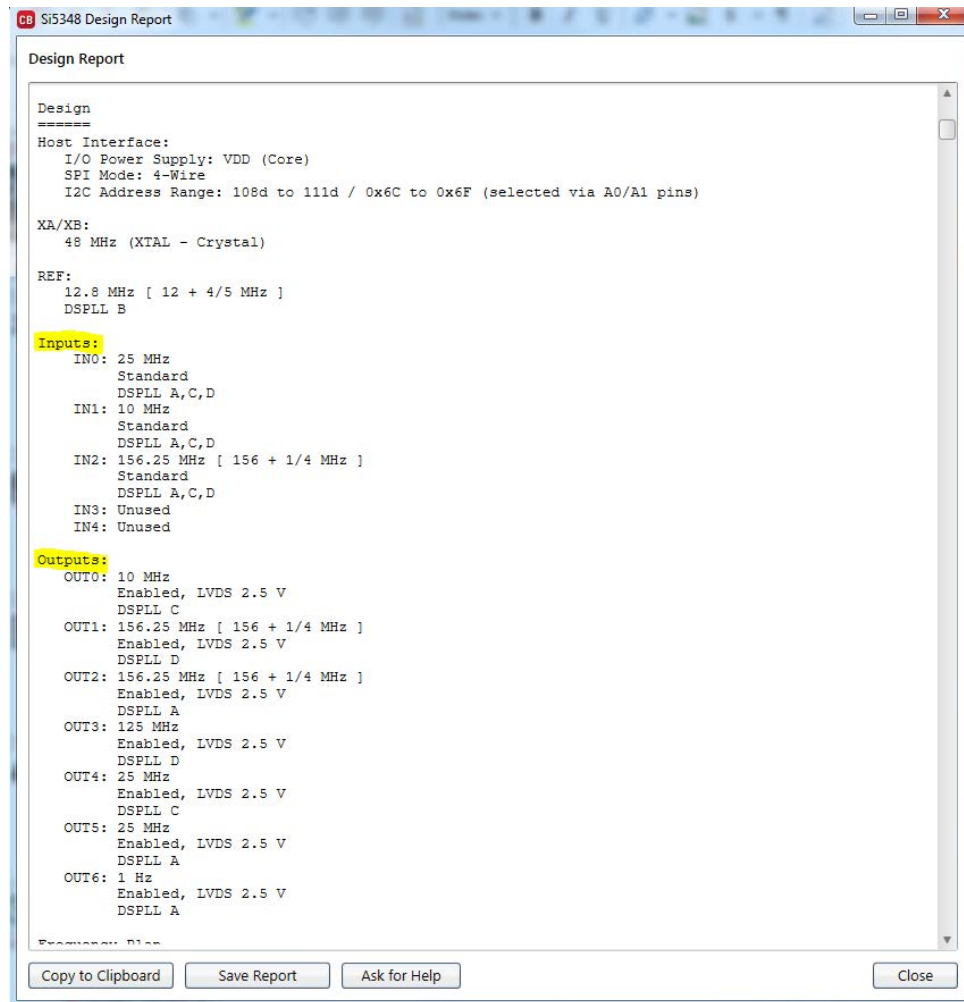 CB Si5348 Design Report
Design Report
Design
======
Host Interface:
I/O Power Supply: VDD (Core)
SPI Mode: 4-Wire
I2C Address Range: 108d to 111d / 0x6C to 0x6F (selected via A0/A1 pins)
XA/XB:
48 MHz (XTAL - Crystal)
REF:
12.8 MHz [ 12 + 4/5 MHz ]
DSPLL B
Inputs:
IN0: 25 MHz
Standard
DSPLL A,C,D
IN1: 10 MHz
Standard
DSPLL A,C,D
IN2: 156.25 MHz [ 156 + 1/4 MHz ]
Standard
DSPLL A,C,D
IN3: Unused
IN4: Unused
Outputs:
OUT0: 10 MHz
Enabled, LVDS 2.5 V
DSPLL C
OUT1: 156.25 MHz [ 156 + 1/4 MHz ]
Enabled, LVDS 2.5 V
DSPLL D
OUT2: 156.25 MHz [ 156 + 1/4 MHz ]
Enabled, LVDS 2.5 V
DSPLL A
OUT3: 125 MHz
Enabled, LVDS 2.5 V
DSPLL D
OUT4: 25 MHz
Enabled, LVDS 2.5 V
DSPLL C
OUT5: 25 MHz
Enabled, LVDS 2.5 V
DSPLL A
OUT6: 1 Hz
Enabled, LVDS 2.5 V
DSPLL A
Frequency Plan
Copy to Clipboard Save Report Ask for Help Close